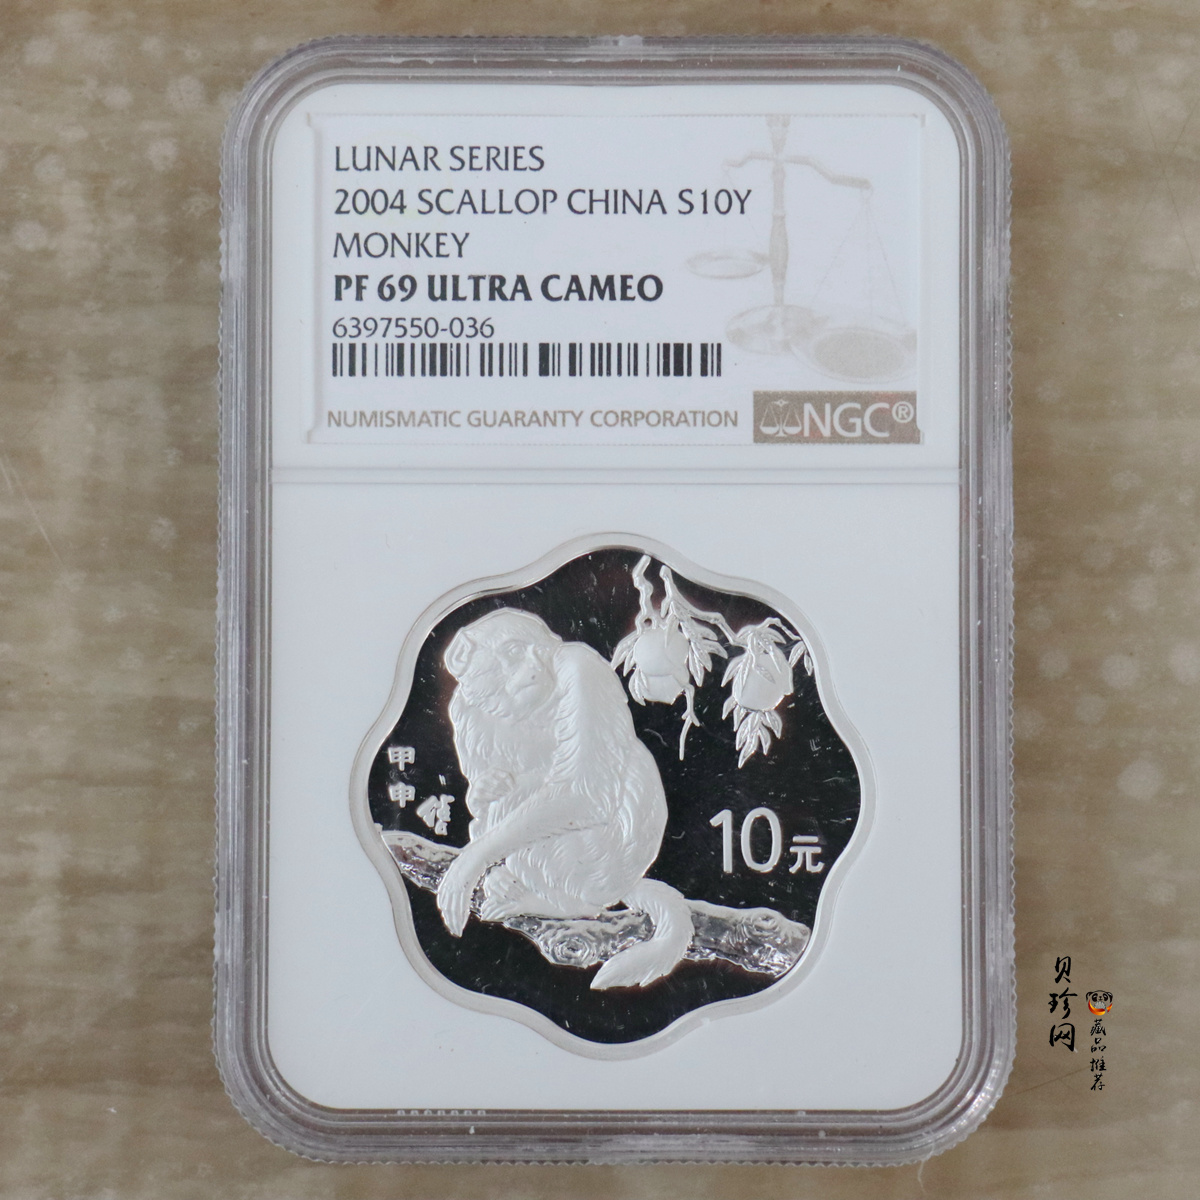 LUNAR SERIES
2004 SCALLOP CHINA S10Y
MONKEY
PF 69 ULTRA CAMEO
6397550-036
NUMISMATIC GUARANTY CORPORATION
NGC®
甲申
10元
贝珍网
藏品推荐